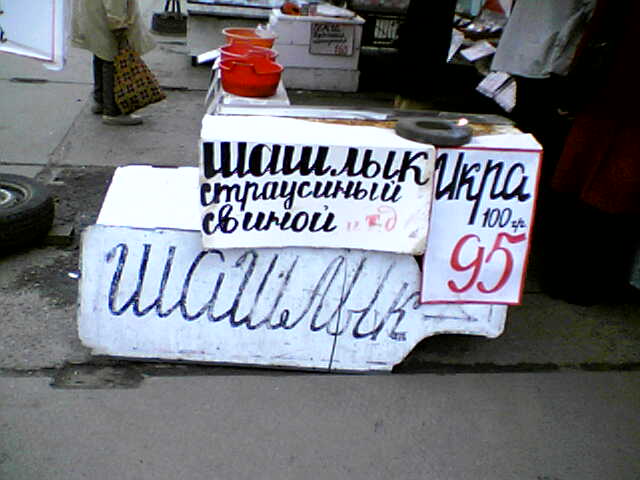 Шашлык
страусиный
свиной
Икра
100 гр.
95
Шашлык